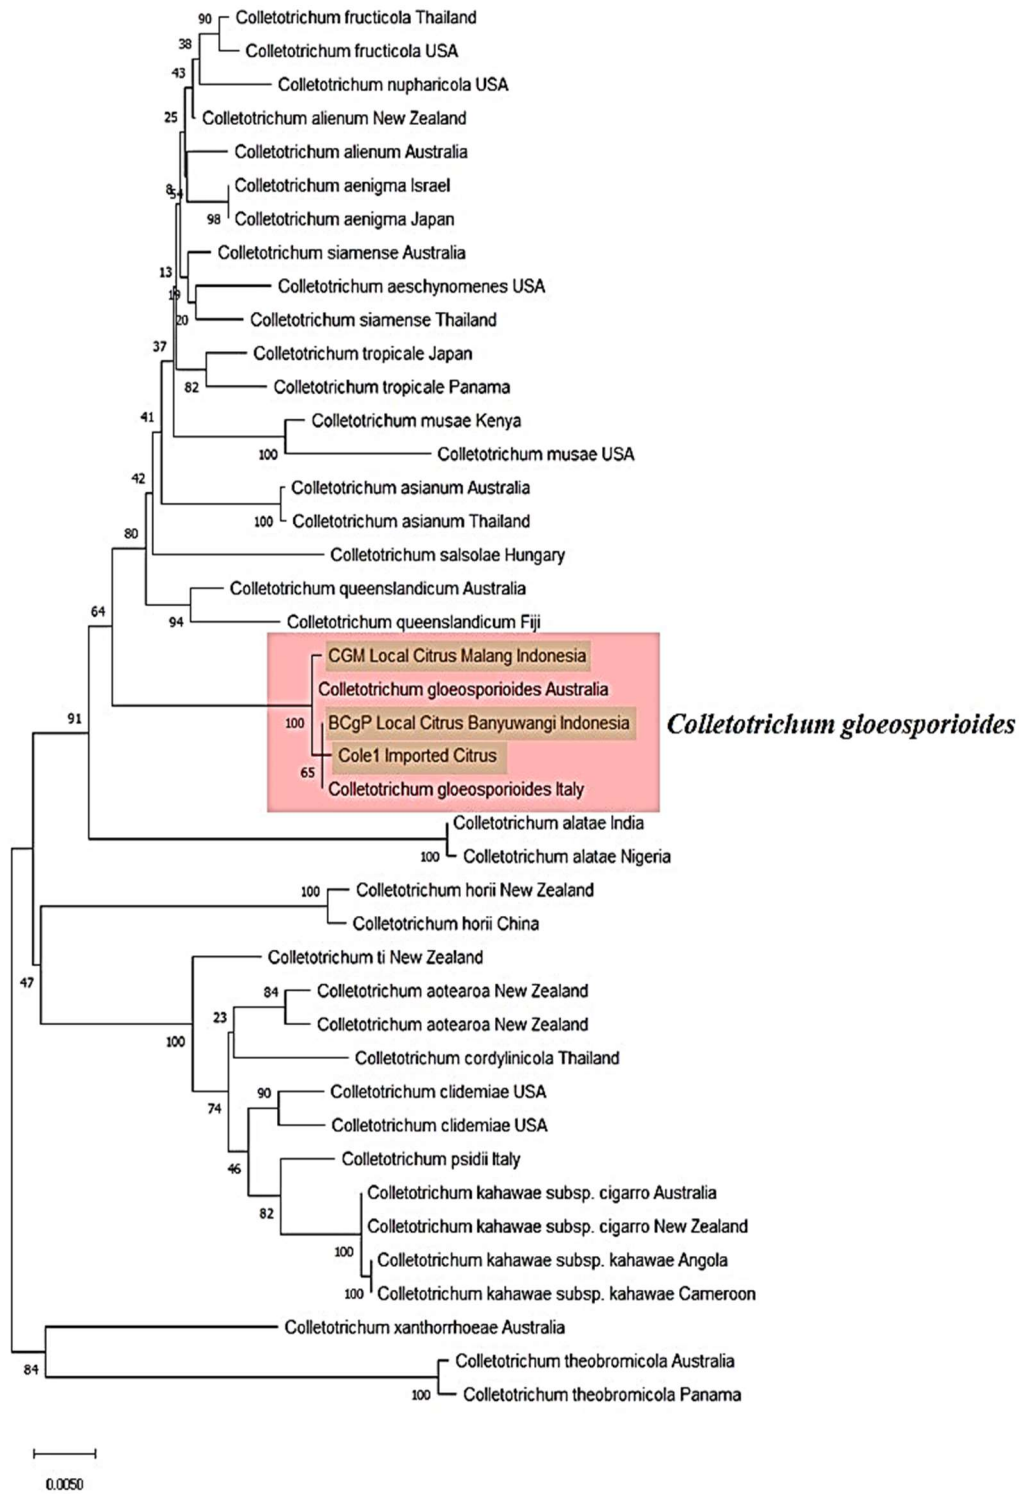 90
Colletotrichum fructicola Thailand
38
Colletotrichum fructicola USA
43
Colletotrichum nupharicola USA
25
Colletotrichum alienum New Zealand
Colletotrichum alienum Australia
8
54
Colletotrichum aenigma Israel
98
Colletotrichum aenigma Japan
Colletotrichum siamense Australia
13
Colletotrichum aeschynomenes USA
19
20
Colletotrichum siamense Thailand
37
Colletotrichum tropicale Japan
82
Colletotrichum tropicale Panama
41
Colletotrichum musae Kenya
100
Colletotrichum musae USA
42
Colletotrichum asianum Australia
100
Colletotrichum asianum Thailand
80
Colletotrichum salsolae Hungary
Colletotrichum queenslandicum Australia
64
94
Colletotrichum queenslandicum Fiji
CGM Local Citrus Malang Indonesia
Colletotrichum gloeosporioides Australia
91
100
BCgP Local Citrus Banyuwangi Indonesia
Colletotrichum gloeosporioides
Cole1 Imported Citrus
65
Colletotrichum gloeosporioides Italy
Colletotrichum alatae India
100
Colletotrichum alatae Nigeria
100
Colletotrichum horii New Zealand
Colletotrichum horii China
Colletotrichum ti New Zealand
47
84
Colletotrichum aotearoa New Zealand
23
Colletotrichum aotearoa New Zealand
100
Colletotrichum cordylinicola Thailand
90
Colletotrichum clidemiae USA
74
Colletotrichum clidemiae USA
46
Colletotrichum psidii Italy
Colletotrichum kahawae subsp. cigarro Australia
82
Colletotrichum kahawae subsp. cigarro New Zealand
100
Colletotrichum kahawae subsp. kahawae Angola
100
Colletotrichum kahawae subsp. kahawae Cameroon
Colletotrichum xanthorrhoeae Australia
84
Colletotrichum theobromicola Australia
100
Colletotrichum theobromicola Panama
0.0050